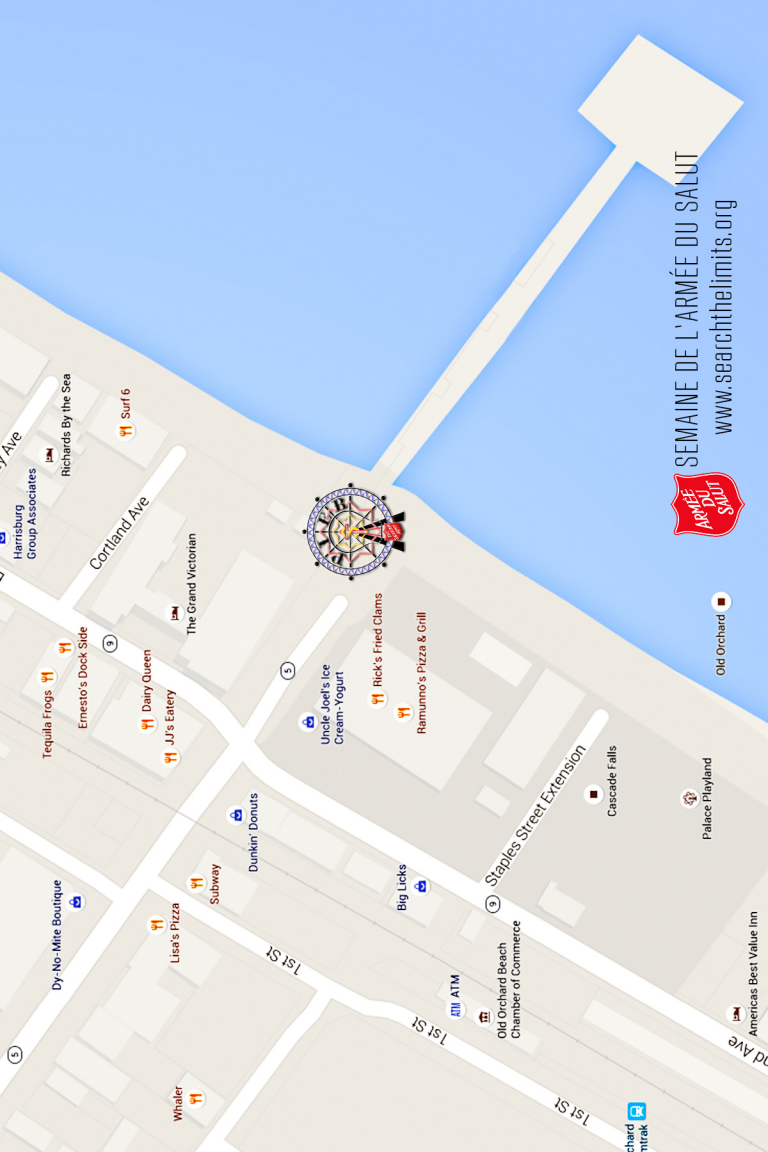 SEMAINE DE L'ARMÉE DU SALUT
www.searchthelimits.org
ARMÉE
DU
SALUT
Richards By the Sea
Surf 6
Harrisburg
Group Associates
Cortland Ave
The Grand Victorian
9
Tequila Frogs
Ernesto's Dock Side
Dairy Queen
JJ's Eatery
5
Uncle Joel's Ice
Cream-Yogurt
Rick's Fried Clams
Ramunno's Pizza & Grill
Old Orchard
Staples Street Extension
Cascade Falls
Palace Playland
Dunkin' Donuts
Subway
Big Licks
9
Dy-No-Mite Boutique
Lisa's Pizza
1st St
1st St
1st St
ATM
ATM
Old Orchard Beach
Chamber of Commerce
Americas Best Value Inn
5
Whaler